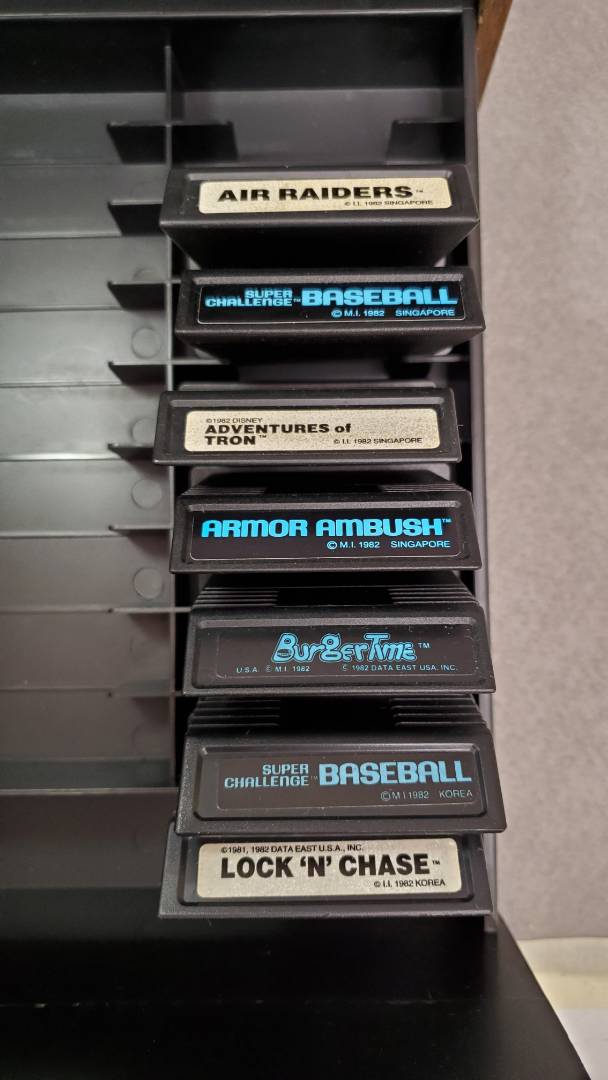 AIR RAIDERS™
© I.I. 1982 SINGAPORE
SUPER CHALLENGE™ BASEBALL
© M.I. 1982 SINGAPORE
©1982 DISNEY
ADVENTURES of
TRON™
© I.I. 1982 SINGAPORE
ARMOR AMBUSH™
© M.I. 1982 SINGAPORE
BurGerTime™
U.S.A © M.I. 1982 © 1982 DATA EAST USA. INC.
SUPER CHALLENGE™ BASEBALL
© M I 1982 KOREA
©1981, 1982 DATA EAST U.S.A., INC.
LOCK 'N' CHASE™
© I.I. 1982 KOREA